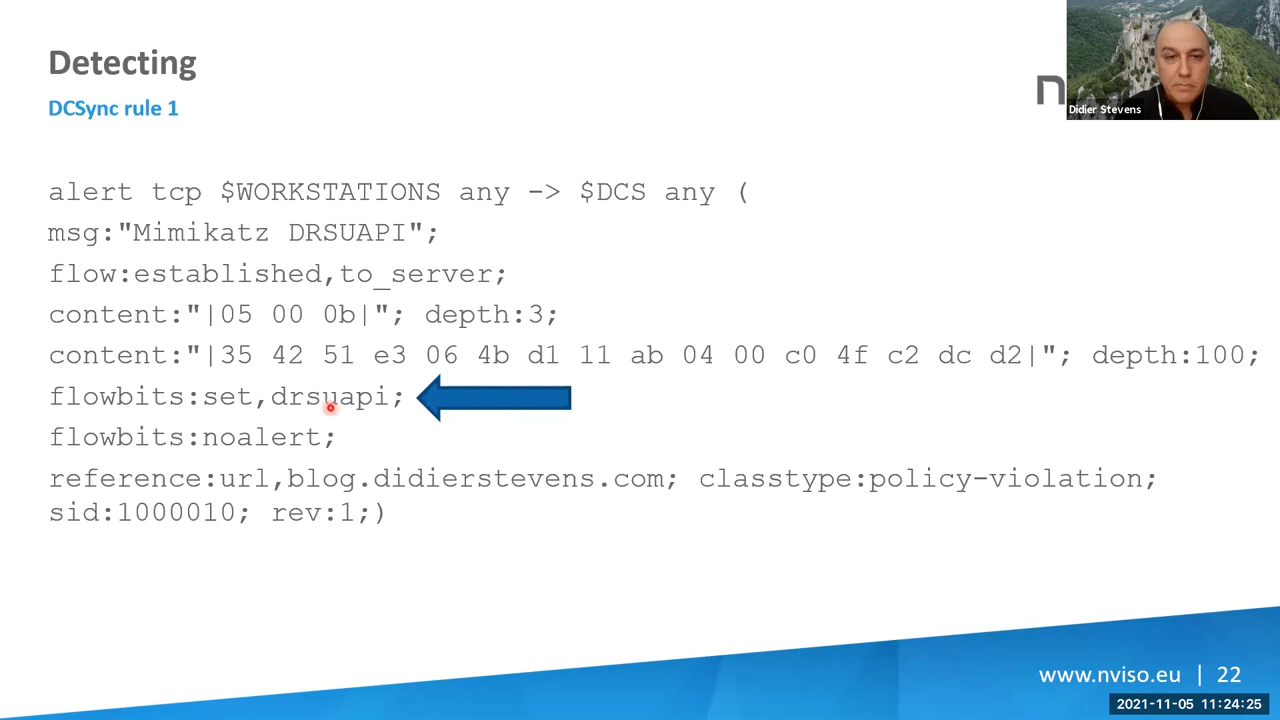 Detecting
DCSync rule 1
n
Didier Stevens
alert tcp $WORKSTATIONS any -> $DCS any (
msg:"Mimikatz DRSUAPI";
flow:established,to_server;
content:"|05 00 0b|"; depth:3;
content:"|35 42 51 e3 06 4b d1 11 ab 04 00 c0 4f c2 dc d2|"; depth:100;
flowbits:set,drsuapi;
flowbits:noalert;
reference:url,blog.didierstevens.com; classtype:policy-violation;
sid:1000010; rev:1;)
www.nviso.eu | 22
2021-11-05 11:24:25